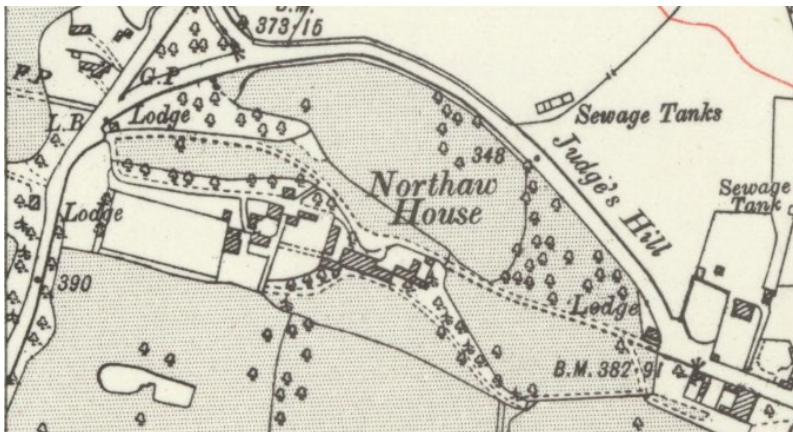 B.M.
373·15
F.P.
G.P
L.B
Lodge
Sewage Tanks
348
Judge's Hill
Northaw
House
Sewage
Tank
Lodge
390
Lodge
B.M. 382·91